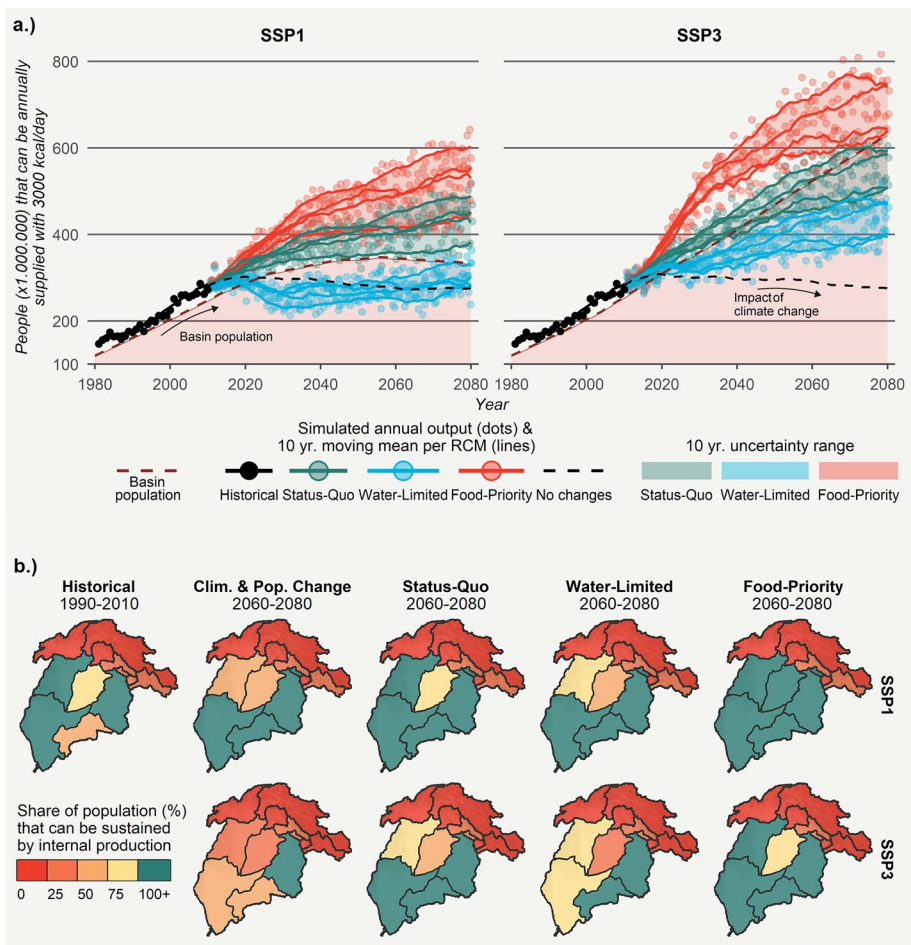 a.)
SSP1
SSP3
People (x1.000.000) that can be annually
supplied with 3000 kcal/day
800
600
400
200
100
Basin population
Impact of
climate change
1980 2000 2020 2040 2060 2080
1980 2000 2020 2040 2060 2080
Year
Simulated annual output (dots) &
10 yr. moving mean per RCM (lines)
10 yr. uncertainty range
Basin
population
Historical Status-Quo Water-Limited Food-Priority No changes
Status-Quo Water-Limited Food-Priority
b.)
Historical
1990-2010
Clim. & Pop. Change
2060-2080
Status-Quo
2060-2080
Water-Limited
2060-2080
Food-Priority
2060-2080
SSP1
Share of population (%)
that can be sustained
by internal production
0 25 50 75 100+
SSP3